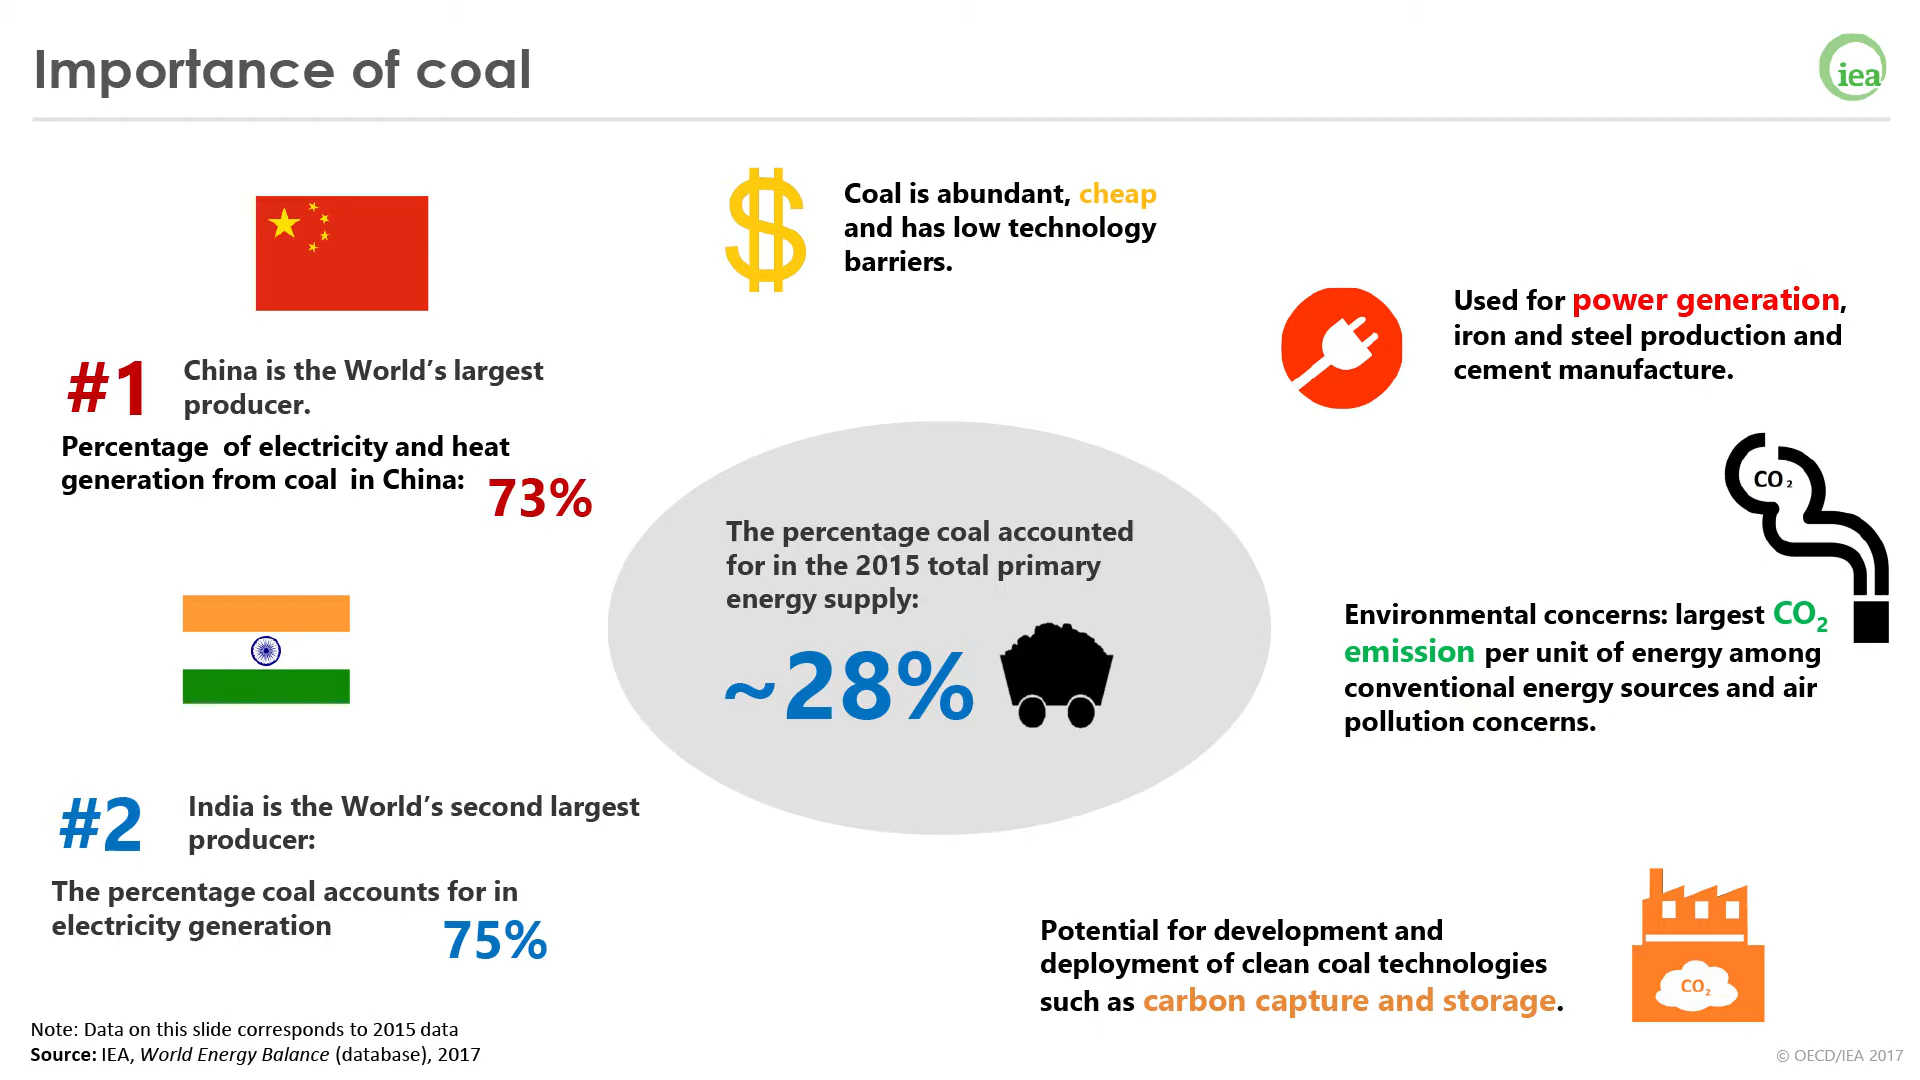 Importance of coal
iea
Coal is abundant, cheap
and has low technology
barriers.
Used for power generation,
iron and steel production and
cement manufacture.
#1
China is the World’s largest
producer.
Percentage  of electricity and heat
generation from coal  in China:
73%
CO₂
The percentage coal accounted
for in the 2015 total primary
energy supply:
~28%
Environmental concerns: largest CO₂
emission per unit of energy among
conventional energy sources and air
pollution concerns.
#2
India is the World’s second largest
producer:
The percentage coal accounts for in
electricity generation
75%
Potential for development and
deployment of clean coal technologies
such as carbon capture and storage.
CO₂
Note: Data on this slide corresponds to 2015 data
Source: IEA, World Energy Balance (database), 2017
© OECD/IEA 2017